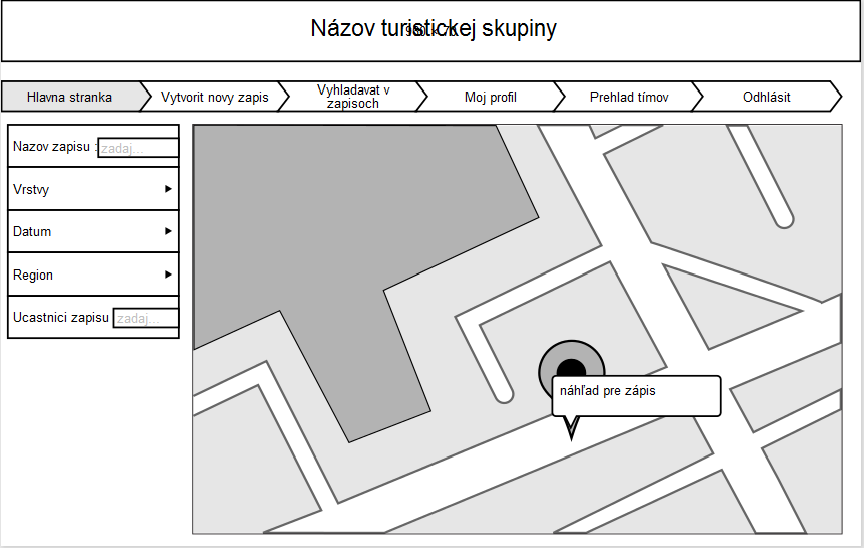 Názov turistickej skupiny
Hlavna stranka
Vytvorit novy zapis
Vyhladavat v
zapisoch
Moj profil
Prehlad tímov
Odhlásit
Nazov zapisu :
zadaj...
Vrstvy
Datum
Region
Ucastnici zapisu
zadaj...
náhľad pre zápis